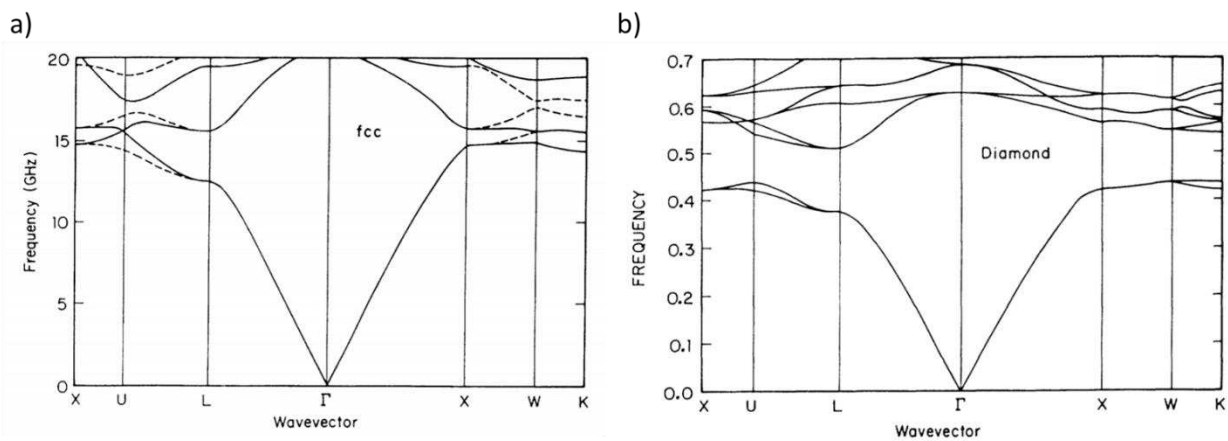 a)
20
15
10
5
0
Frequency (GHz)
fcc
X U L Γ X W K
Wavevector
b)
0.7
0.6
0.5
0.4
0.3
0.2
0.1
0.0
FREQUENCY
Diamond
X U L Γ X W K
Wavevector